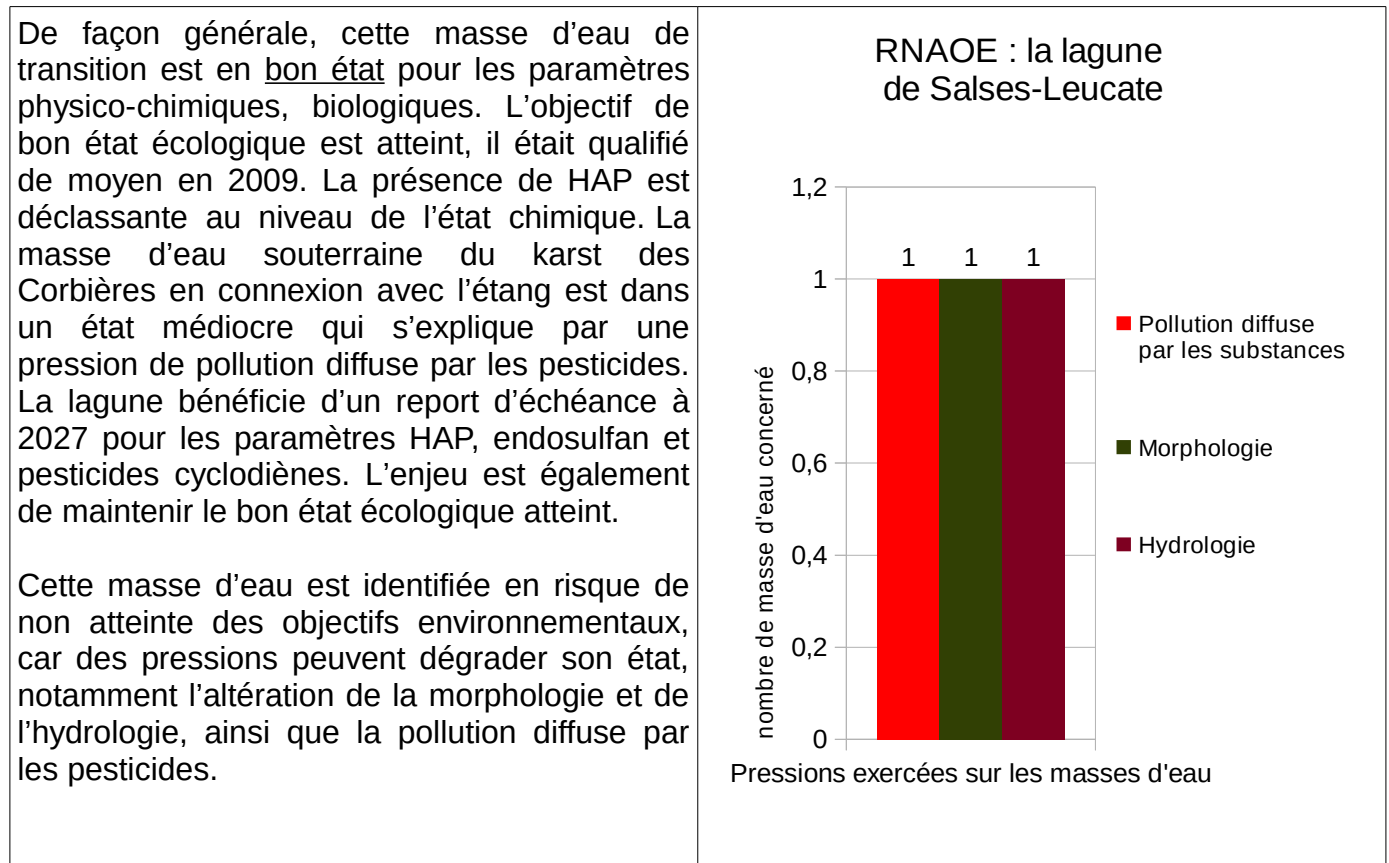 De façon générale, cette masse d’eau de
transition est en bon état pour les paramètres
physico-chimiques, biologiques. L’objectif de
bon état écologique est atteint, il était qualifié
de moyen en 2009. La présence de HAP est
déclassante au niveau de l’état chimique. La
masse d’eau souterraine du karst des
Corbières en connexion avec l’étang est dans
un état médiocre qui s’explique par une
pression de pollution diffuse par les pesticides.
La lagune bénéficie d’un report d’échéance à
2027 pour les paramètres HAP, endosulfan et
pesticides cyclodiènes. L’enjeu est également
de maintenir le bon état écologique atteint.
Cette masse d’eau est identifiée en risque de
non atteinte des objectifs environnementaux,
car des pressions peuvent dégrader son état,
notamment l’altération de la morphologie et de
l’hydrologie, ainsi que la pollution diffuse par
les pesticides.
RNAOE : la lagune
de Salses-Leucate
nombre de masse d'eau concerné
1,2
1
0,8
0,6
0,4
0,2
0
1 1 1
Pressions exercées sur les masses d'eau
Pollution diffuse
par les substances
Morphologie
Hydrologie